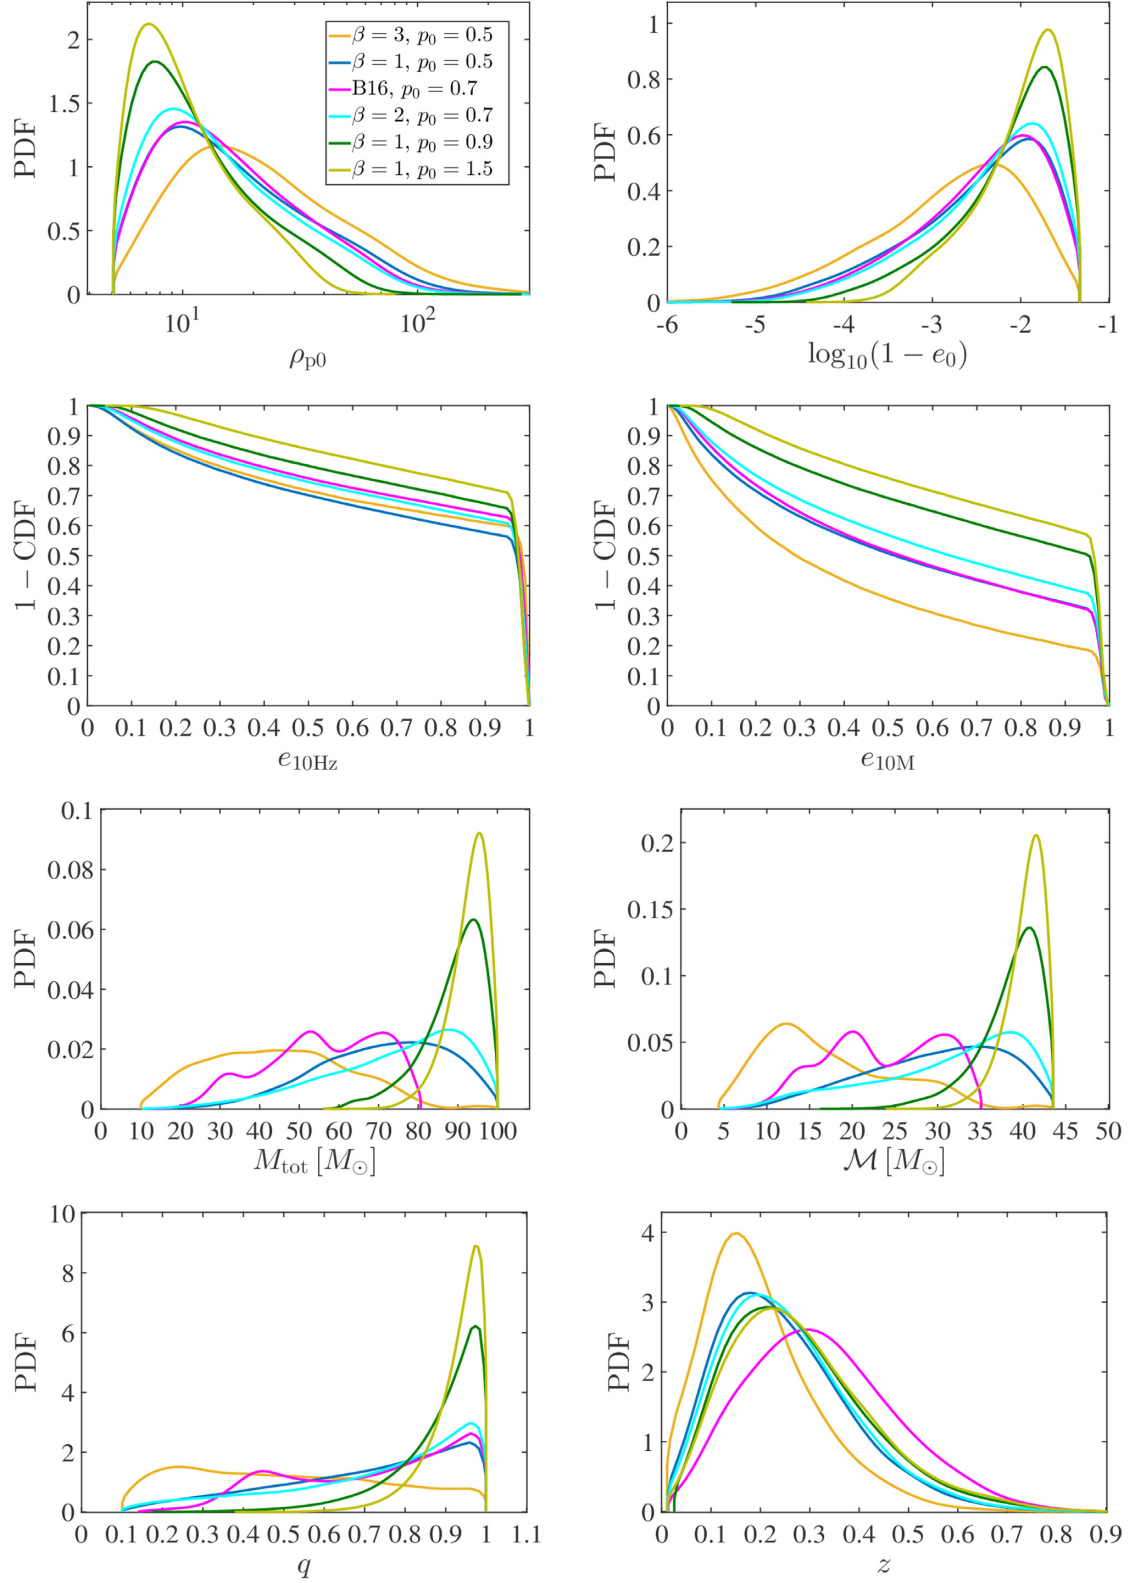 2
1.5
1
0.5
0
PDF
10¹
10²
ρp0
β = 3, p₀ = 0.5
β = 1, p₀ = 0.5
B16, p₀ = 0.7
β = 2, p₀ = 0.7
β = 1, p₀ = 0.9
β = 1, p₀ = 1.5
1
0.8
0.6
0.4
0.2
0
PDF
-6 -5 -4 -3 -2 -1
log₁₀(1 − e₀)
1
0.9
0.8
0.7
0.6
0.5
0.4
0.3
0.2
0.1
0
1 − CDF
0 0.1 0.2 0.3 0.4 0.5 0.6 0.7 0.8 0.9 1
e10Hz
1
0.9
0.8
0.7
0.6
0.5
0.4
0.3
0.2
0.1
0
1 − CDF
0 0.1 0.2 0.3 0.4 0.5 0.6 0.7 0.8 0.9 1
e10M
0.1
0.08
0.06
0.04
0.02
0
PDF
0 10 20 30 40 50 60 70 80 90 100
Mtot [M⊙]
0.2
0.15
0.1
0.05
0
PDF
0 5 10 15 20 25 30 35 40 45 50
ℳ [M⊙]
10
8
6
4
2
0
PDF
0 0.1 0.2 0.3 0.4 0.5 0.6 0.7 0.8 0.9 1 1.1
q
4
3
2
1
0
PDF
0 0.1 0.2 0.3 0.4 0.5 0.6 0.7 0.8 0.9
z